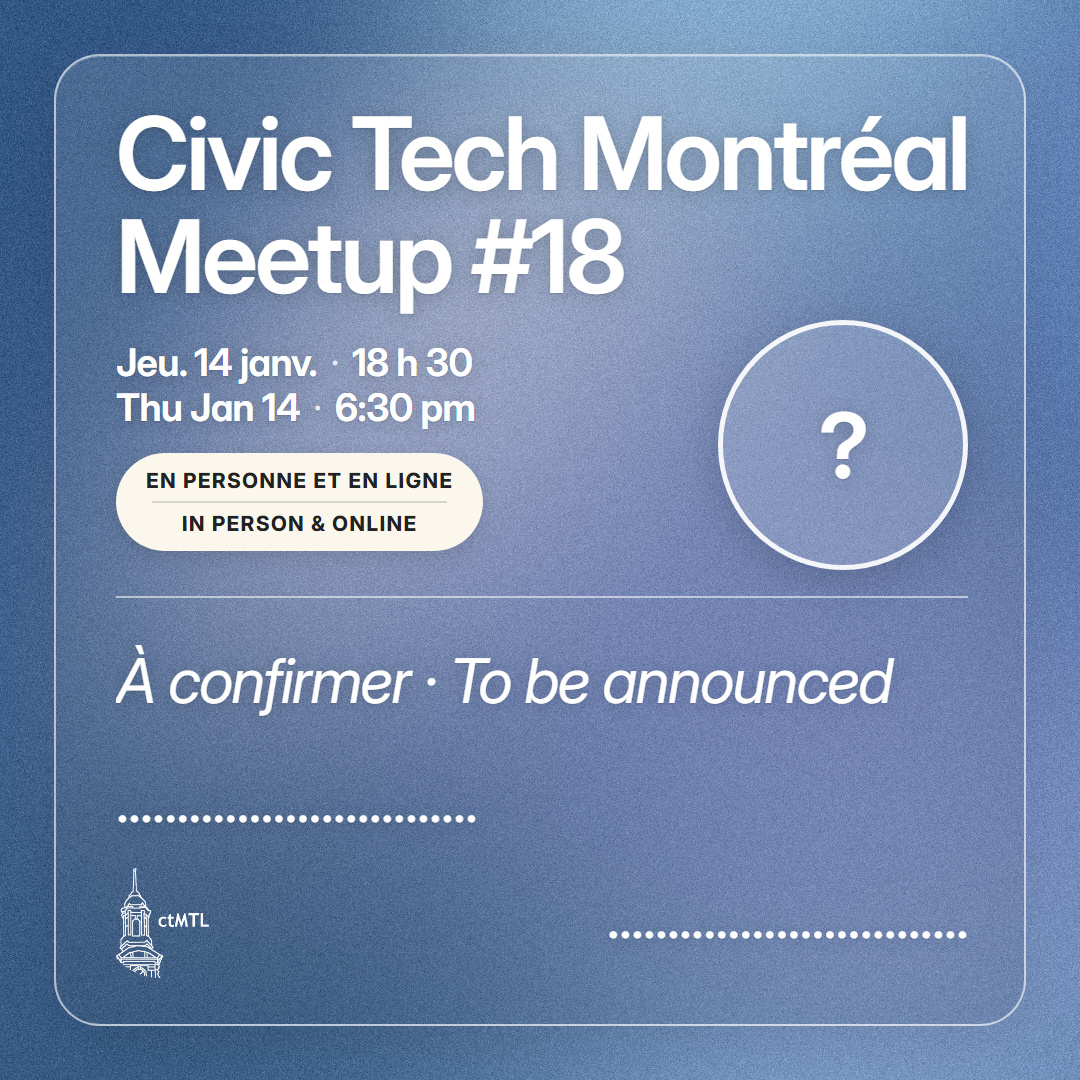 Civic Tech Montréal
Meetup #18
Jeu. 14 janv. · 18 h 30
Thu Jan 14 · 6:30 pm
EN PERSONNE ET EN LIGNE
IN PERSON & ONLINE
?
À confirmer · To be announced
ctMTL